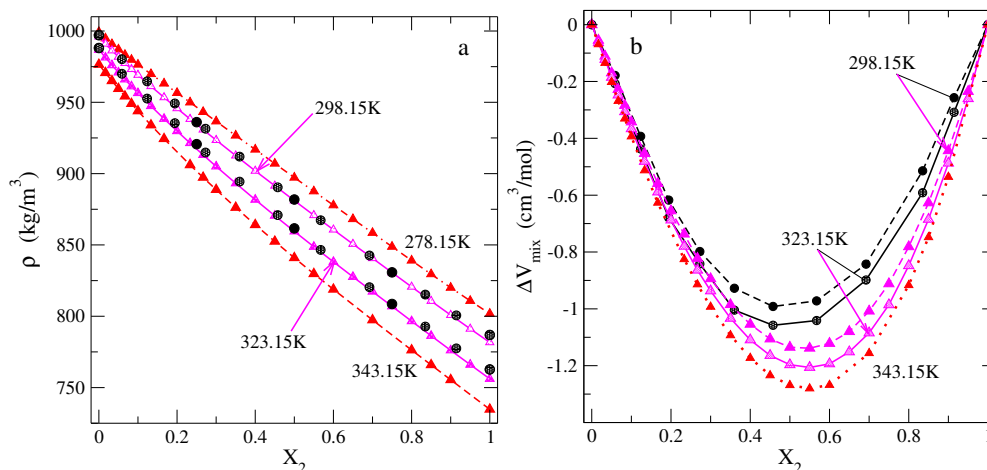 1000
950
900
850
800
750
ρ (kg/m³)
a
298.15K
278.15K
323.15K
343.15K
0
0.2
0.4
0.6
0.8
1
X₂
0
-0.2
-0.4
-0.6
-0.8
-1
-1.2
ΔV_mix (cm³/mol)
b
298.15K
323.15K
343.15K
0
0.2
0.4
0.6
0.8
1
X₂